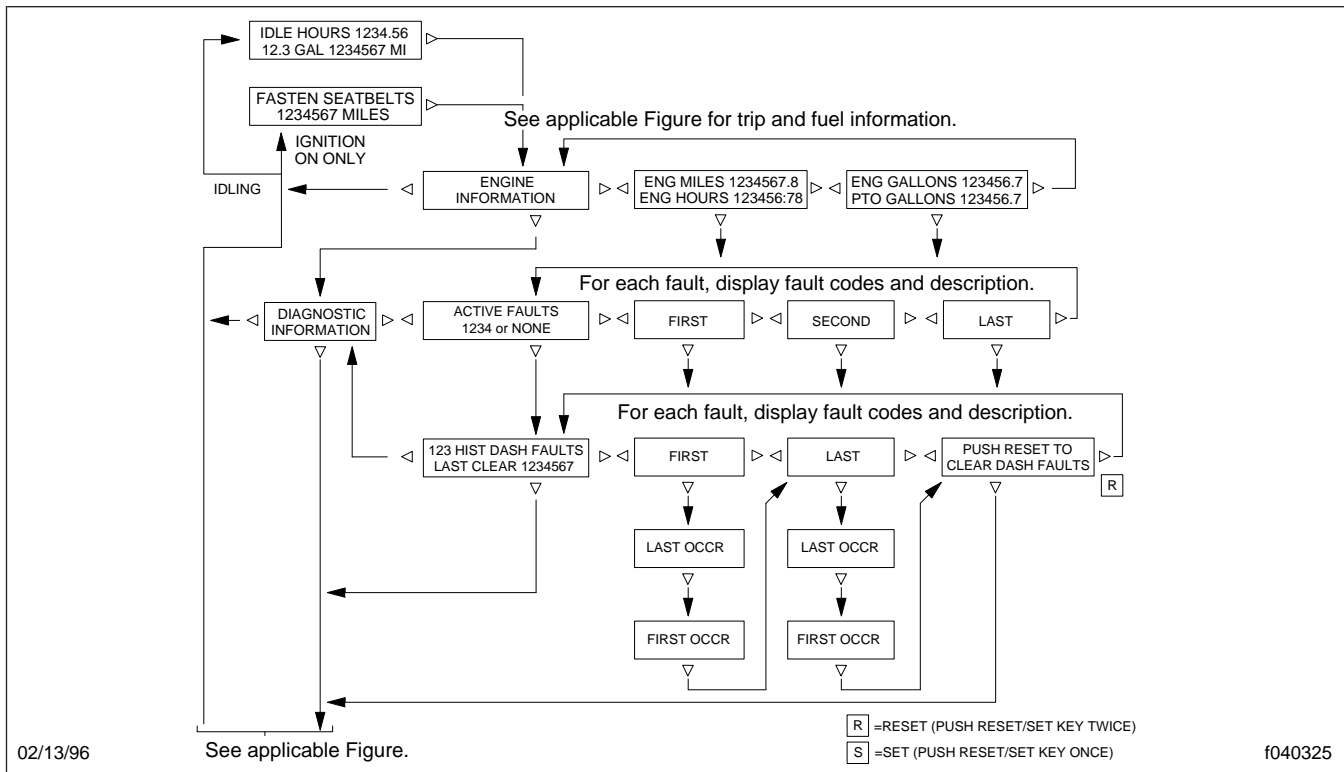 IDLE HOURS 1234.56
12.3 GAL 1234567 MI
FASTEN SEATBELTS
1234567 MILES
See applicable Figure for trip and fuel information.
IGNITION
ON ONLY
IDLING
ENGINE
INFORMATION
ENG MILES 1234567.8
ENG HOURS 123456:78
ENG GALLONS 123456.7
PTO GALLONS 123456.7
For each fault, display fault codes and description.
DIAGNOSTIC
INFORMATION
ACTIVE FAULTS
1234 or NONE
FIRST
SECOND
LAST
For each fault, display fault codes and description.
123 HIST DASH FAULTS
LAST CLEAR 1234567
FIRST
LAST
PUSH RESET TO
CLEAR DASH FAULTS
R
LAST OCCR
LAST OCCR
FIRST OCCR
FIRST OCCR
R =RESET (PUSH RESET/SET KEY TWICE)
S =SET (PUSH RESET/SET KEY ONCE)
02/13/96
See applicable Figure.
f040325